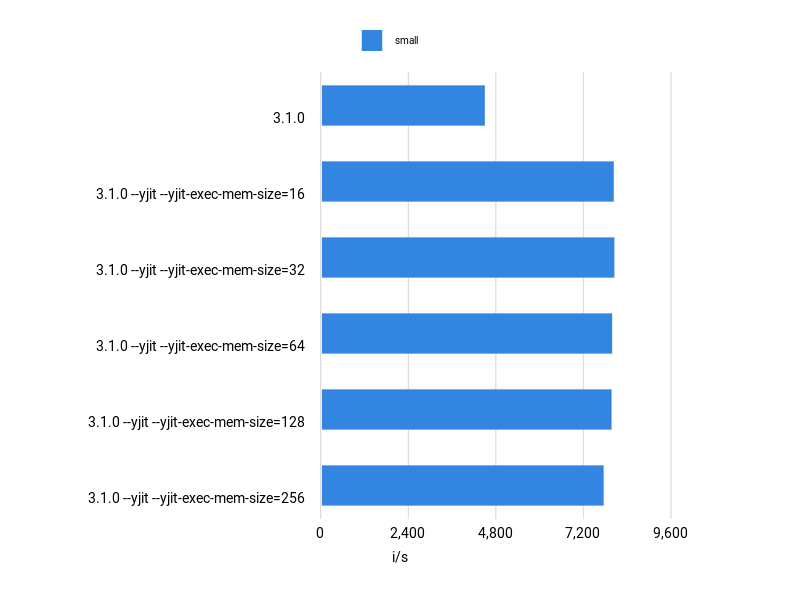 small
3.1.0
3.1.0 --yjit --yjit-exec-mem-size=16
3.1.0 --yjit --yjit-exec-mem-size=32
3.1.0 --yjit --yjit-exec-mem-size=64
3.1.0 --yjit --yjit-exec-mem-size=128
3.1.0 --yjit --yjit-exec-mem-size=256
0 2,400 4,800 7,200 9,600
i/s